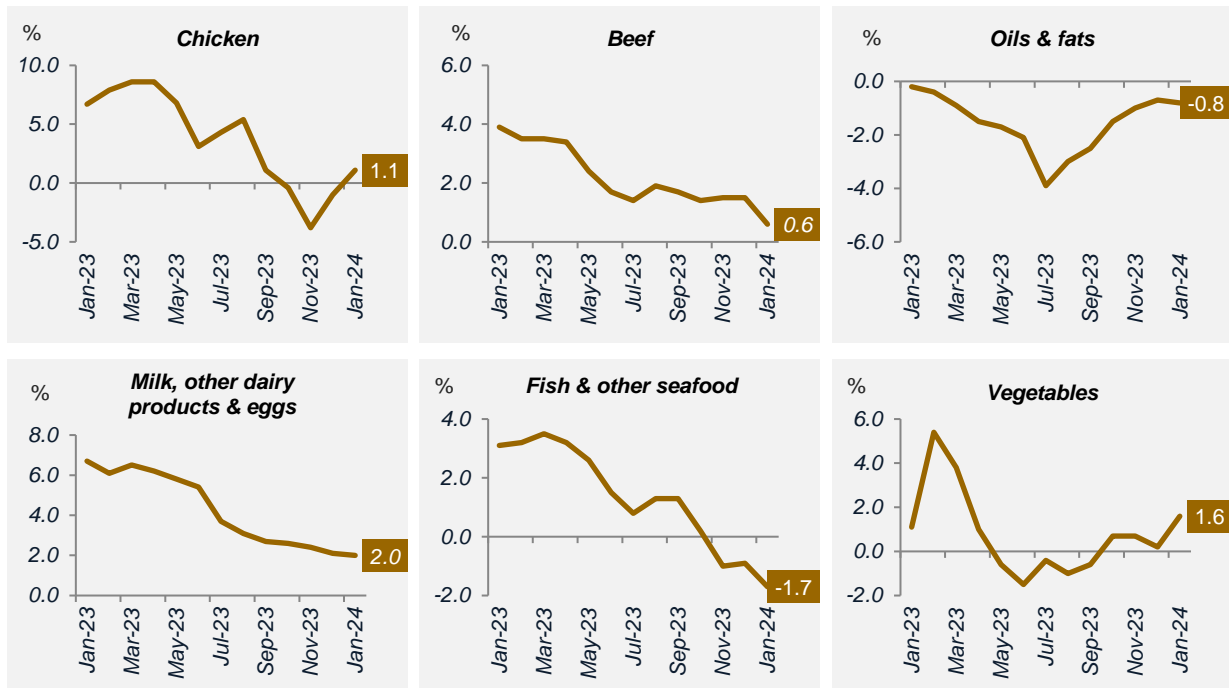 %
Chicken
10.0
5.0
0.0
-5.0
1.1
Jan-23
Mar-23
May-23
Jul-23
Sep-23
Nov-23
Jan-24
%
Beef
6.0
4.0
2.0
0.0
0.6
Jan-23
Mar-23
May-23
Jul-23
Sep-23
Nov-23
Jan-24
%
Oils & fats
0.0
-2.0
-4.0
-6.0
-0.8
Jan-23
Mar-23
May-23
Jul-23
Sep-23
Nov-23
Jan-24
%
Milk, other dairy
products & eggs
8.0
6.0
4.0
2.0
0.0
2.0
Jan-23
Mar-23
May-23
Jul-23
Sep-23
Nov-23
Jan-24
%
Fish & other seafood
4.0
2.0
0.0
-2.0
-1.7
Jan-23
Mar-23
May-23
Jul-23
Sep-23
Nov-23
Jan-24
%
Vegetables
6.0
4.0
2.0
0.0
-2.0
1.6
Jan-23
Mar-23
May-23
Jul-23
Sep-23
Nov-23
Jan-24